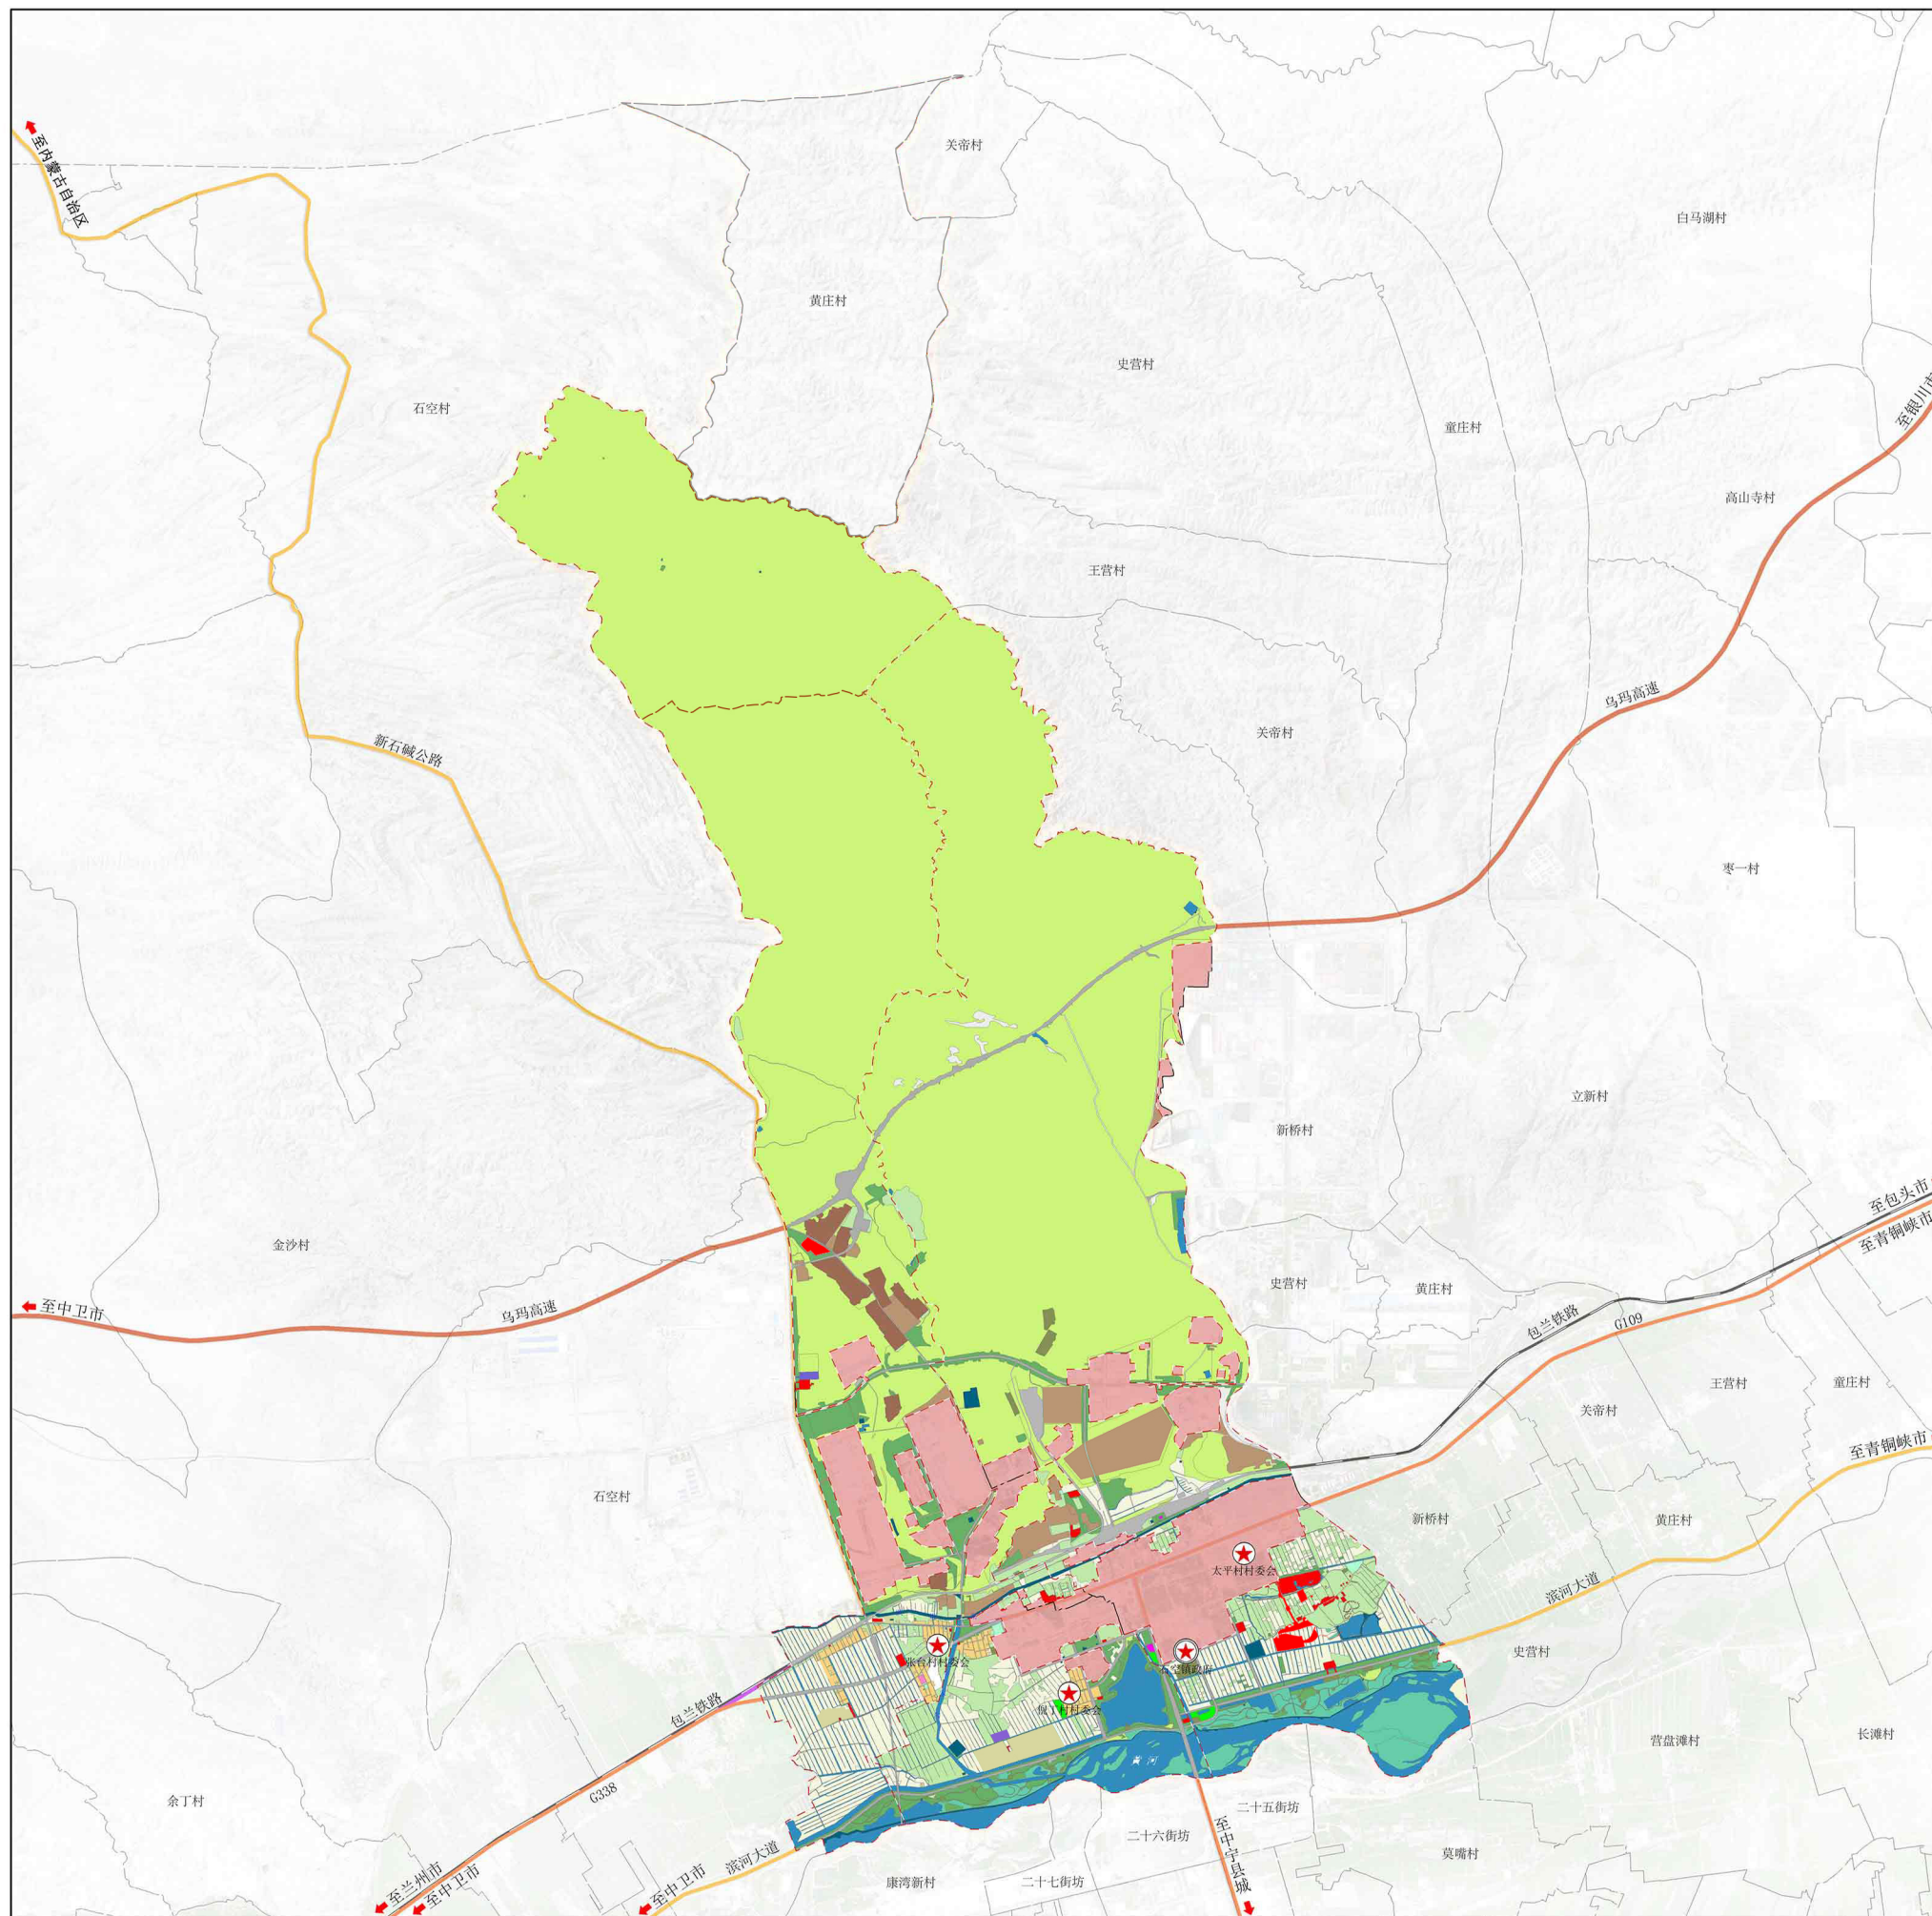 关帝村
至内蒙古自治区
白马湖村
黄庄村
史营村
石空村
至银川市
童庄村
高山寺村
王营村
乌玛高速
关帝村
新石碱公路
枣一村
立新村
新桥村
至包头市
至青铜峡市
金沙村
史营村
黄庄村
至中卫市
乌玛高速
包兰铁路
G109
王营村
童庄村
关帝村
至青铜峡市
石空村
新桥村
黄庄村
太平村村委会
滨河大道
张台村村委会
石空镇政府
史营村
倪丁村村委会
包兰铁路
黄河
营盘滩村
长滩村
G338
余丁村
二十五街坊
二十六街坊
至中宁县城
莫嘴村
滨河大道
康湾新村
二十七街坊
至兰州市
至中卫市
至中卫市